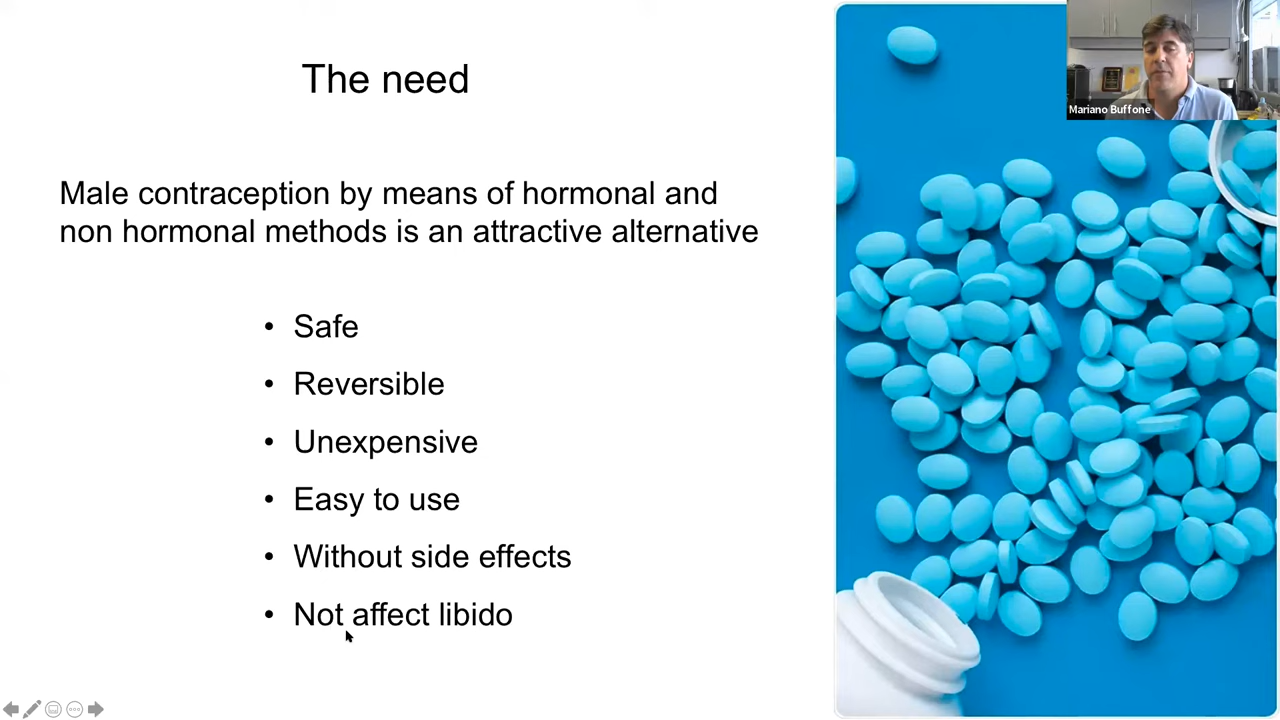 The need
Mariano Buffone
Male contraception by means of hormonal and
non hormonal methods is an attractive alternative
• Safe
• Reversible
• Unexpensive
• Easy to use
• Without side effects
• Not affect libido